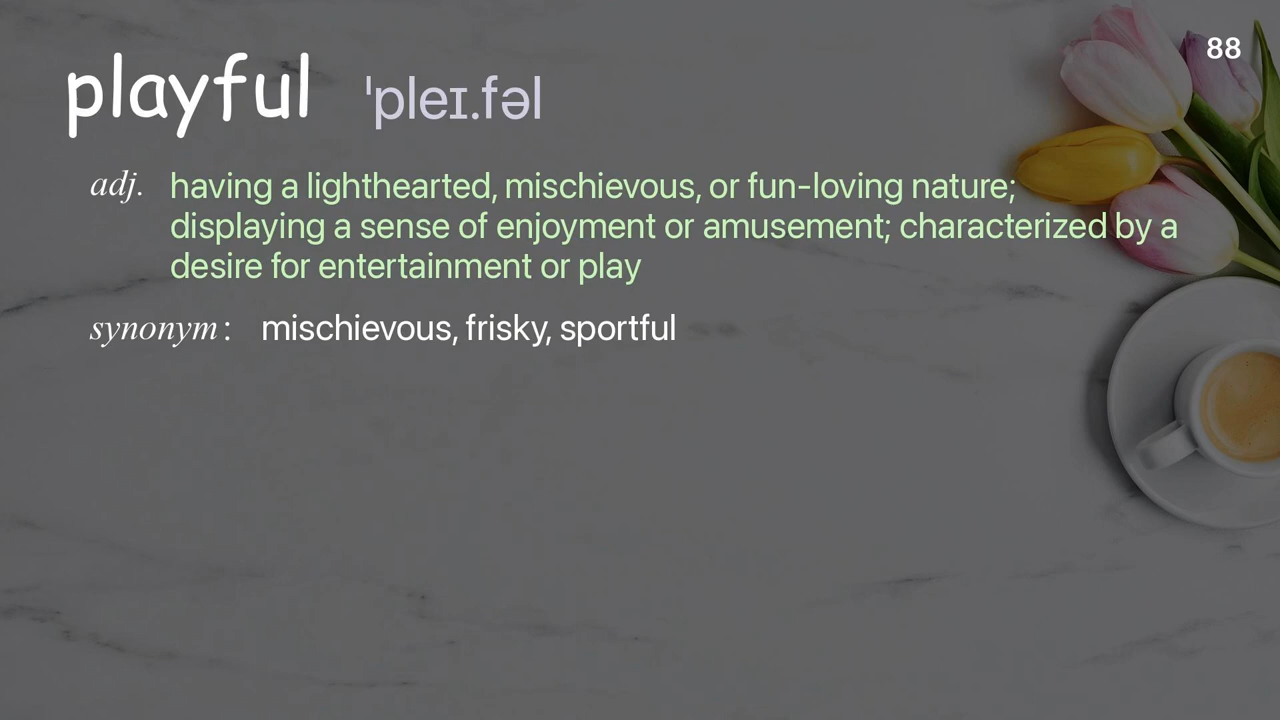 88
playful ˈpleɪ.fəl
adj. having a lighthearted, mischievous, or fun-loving nature;
displaying a sense of enjoyment or amusement; characterized by a
desire for entertainment or play
synonym: mischievous, frisky, sportful